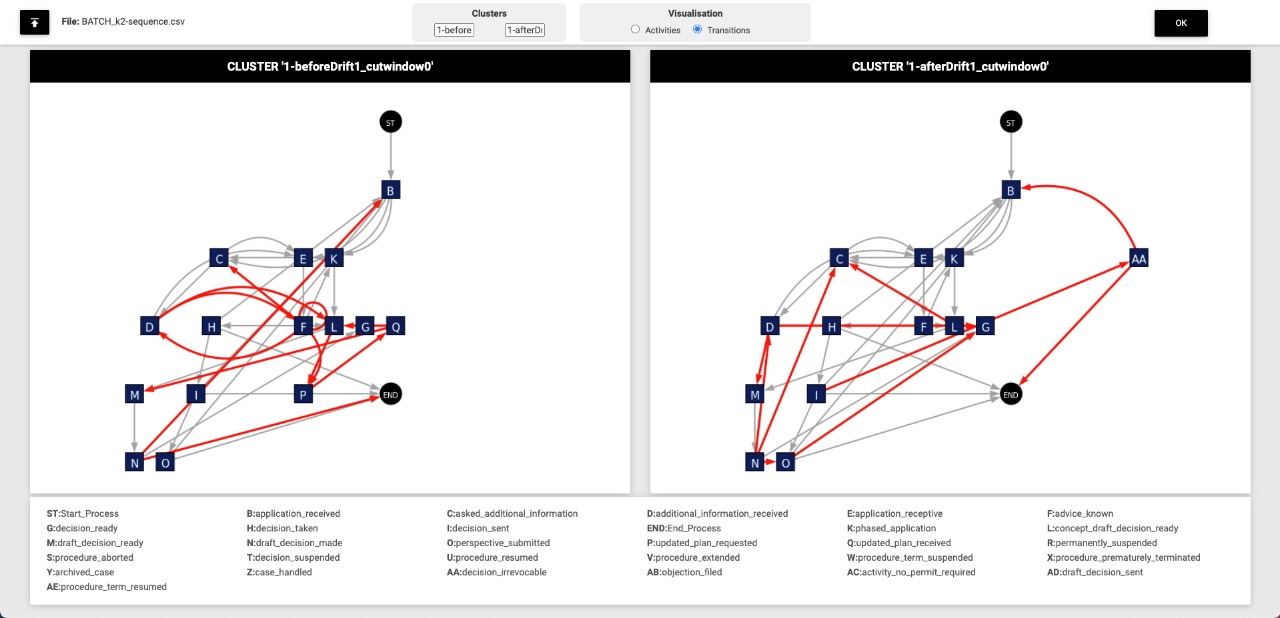 File: BATCH_k2-sequence.csv
Clusters
1-before 1-afterDi
Visualisation
Activities Transitions
OK
CLUSTER '1-beforeDrift1_cutwindow0'
ST
B
C E K
D H F L G Q
M I P END
N O
CLUSTER '1-afterDrift1_cutwindow0'
ST
B
C E K AA
D H F L G
M I END
N O
ST:Start_Process B:application_received C:asked_additional_information D:additional_information_received E:application_receptive F:advice_known
G:decision_ready H:decision_taken I:decision_sent END:End_Process K:phased_application L:concept_draft_decision_ready
M:draft_decision_ready N:draft_decision_made O:perspective_submitted P:updated_plan_requested Q:updated_plan_received R:permanently_suspended
S:procedure_aborted T:decision_suspended U:procedure_resumed V:procedure_extended W:procedure_term_suspended X:procedure_prematurely_terminated
Y:archived_case Z:case_handled AA:decision_irrevocable AB:objection_filed AC:activity_no_permit_required AD:draft_decision_sent
AE:procedure_term_resumed